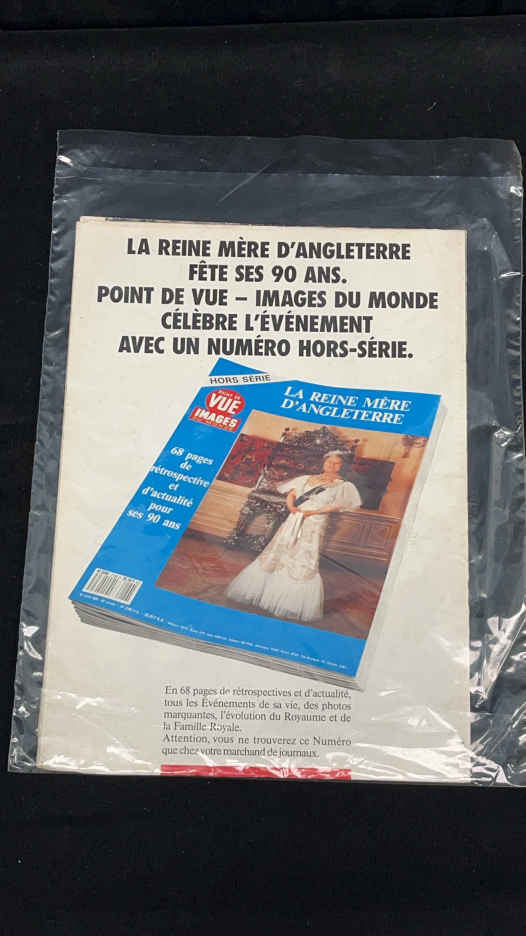 LA REINE MÈRE D'ANGLETERRE
FÊTE SES 90 ANS.
POINT DE VUE – IMAGES DU MONDE
CÉLÈBRE L'ÉVÉNEMENT
AVEC UN NUMÉRO HORS-SÉRIE.
HORS SÉRIE
POINT DE
VUE
IMAGES
LA REINE MÈRE
D'ANGLETERRE
68 pages
de
rétrospective
et
d'actualité
pour
ses 90 ans
En 68 pages de rétrospectives et d'actualité,
tous les Événements de sa vie, des photos
marquantes, l'évolution du Royaume et de
la Famille Royale.
Attention, vous ne trouverez ce Numéro
que chez votre marchand de journaux.